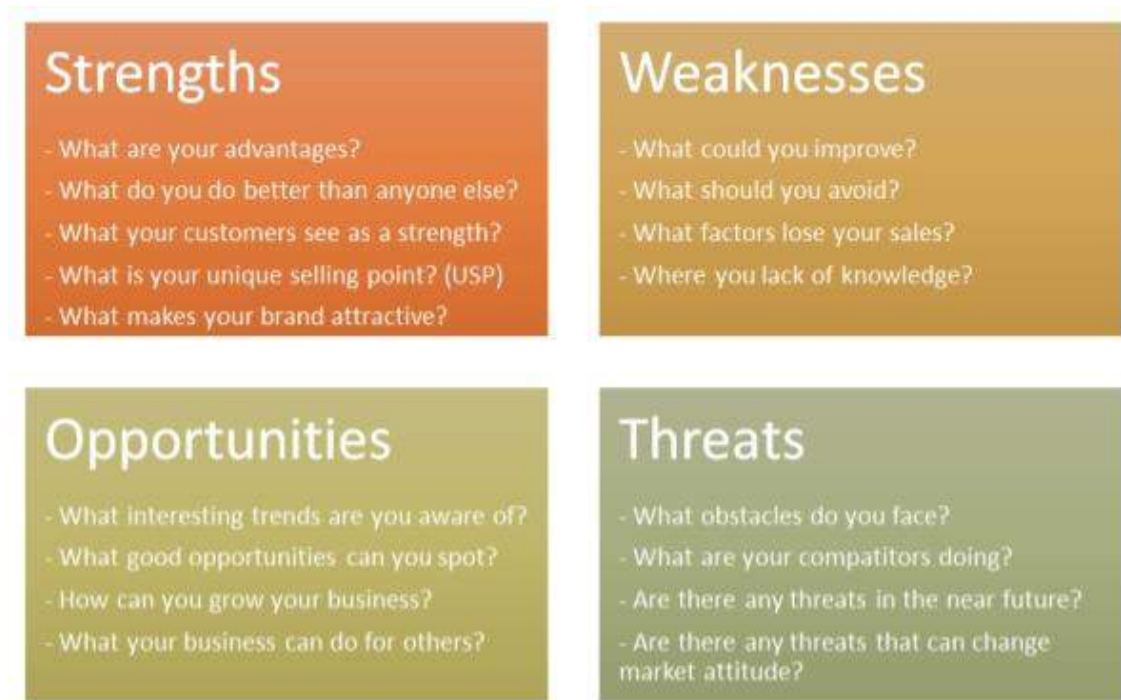 Strengths
- What are your advantages?
- What do you do better than anyone else?
- What your customers see as a strength?
- What is your unique selling point? (USP)
- What makes your brand attractive?
Weaknesses
- What could you improve?
- What should you avoid?
- What factors lose your sales?
- Where you lack of knowledge?
Opportunities
- What interesting trends are you aware of?
- What good opportunities can you spot?
- How can you grow your business?
- What your business can do for others?
Threats
- What obstacles do you face?
- What are your compatitors doing?
- Are there any threats in the near future?
- Are there any threats that can change
market attitude?